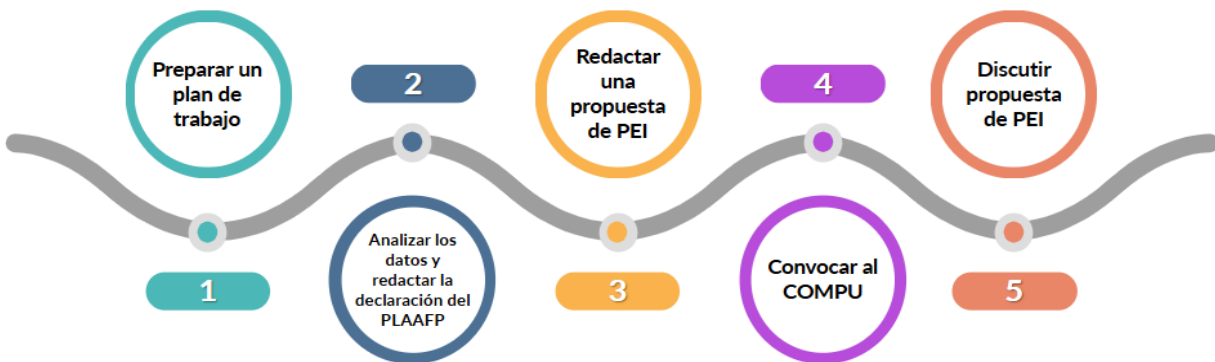 Preparar un
plan de
trabajo
1
2
Analizar los
datos y
redactar la
declaración del
PLAAFP
Redactar
una
propuesta
de PEI
3
4
Convocar al
COMPU
Discutir
propuesta
de PEI
5